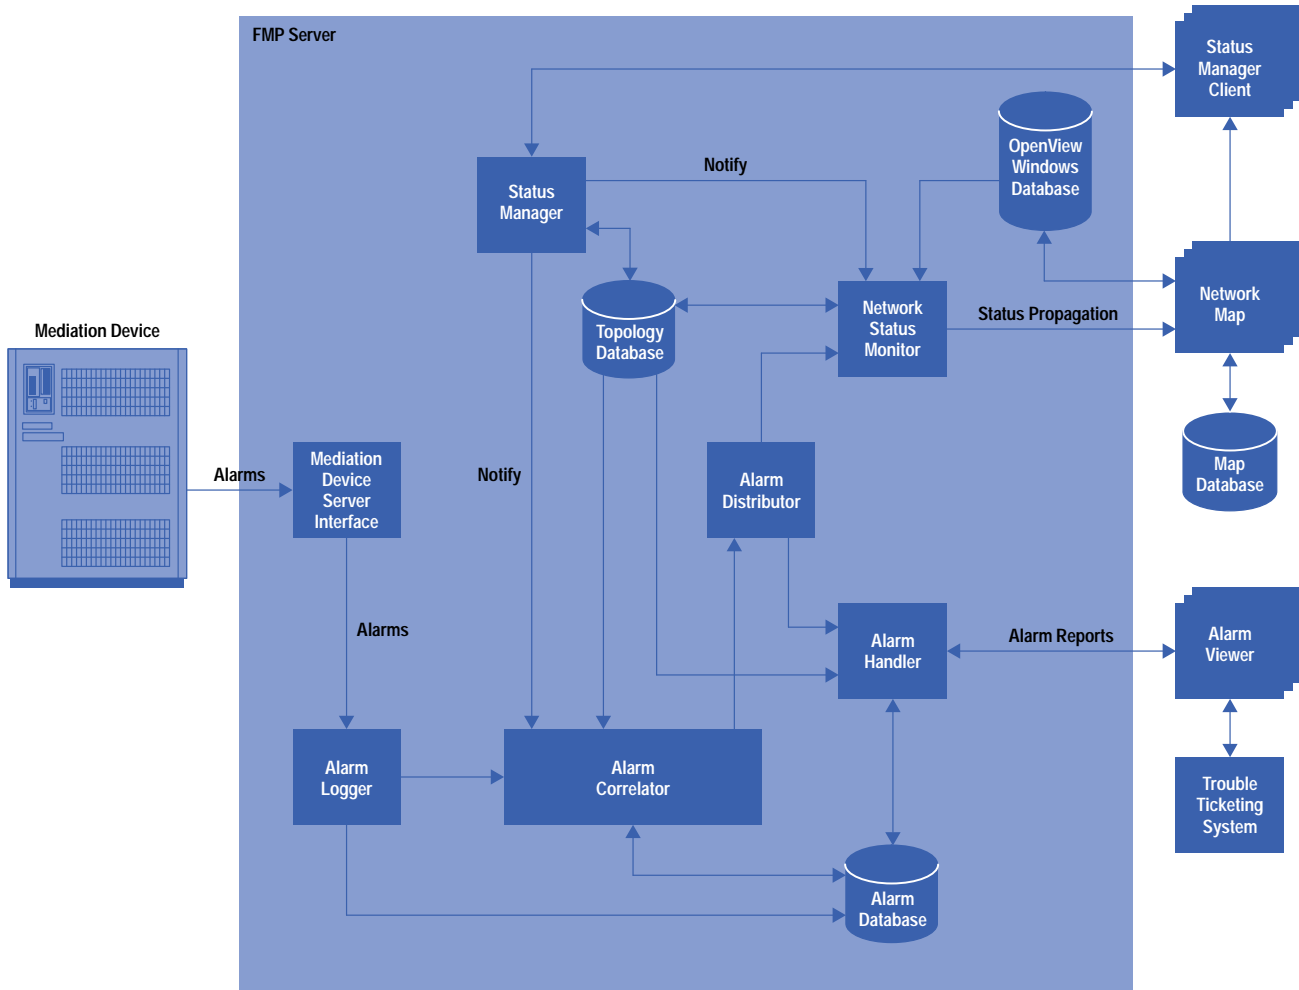 FMP Server
Status
Manager
Client
OpenView
Windows
Database
Notify
Status
Manager
Network
Map
Network
Status
Monitor
Status Propagation
Topology
Database
Mediation Device
Map
Database
Mediation
Device
Server
Interface
Alarms
Notify
Alarm
Distributor
Alarms
Alarm
Handler
Alarm Reports
Alarm
Viewer
Alarm
Logger
Alarm
Correlator
Trouble
Ticketing
System
Alarm
Database